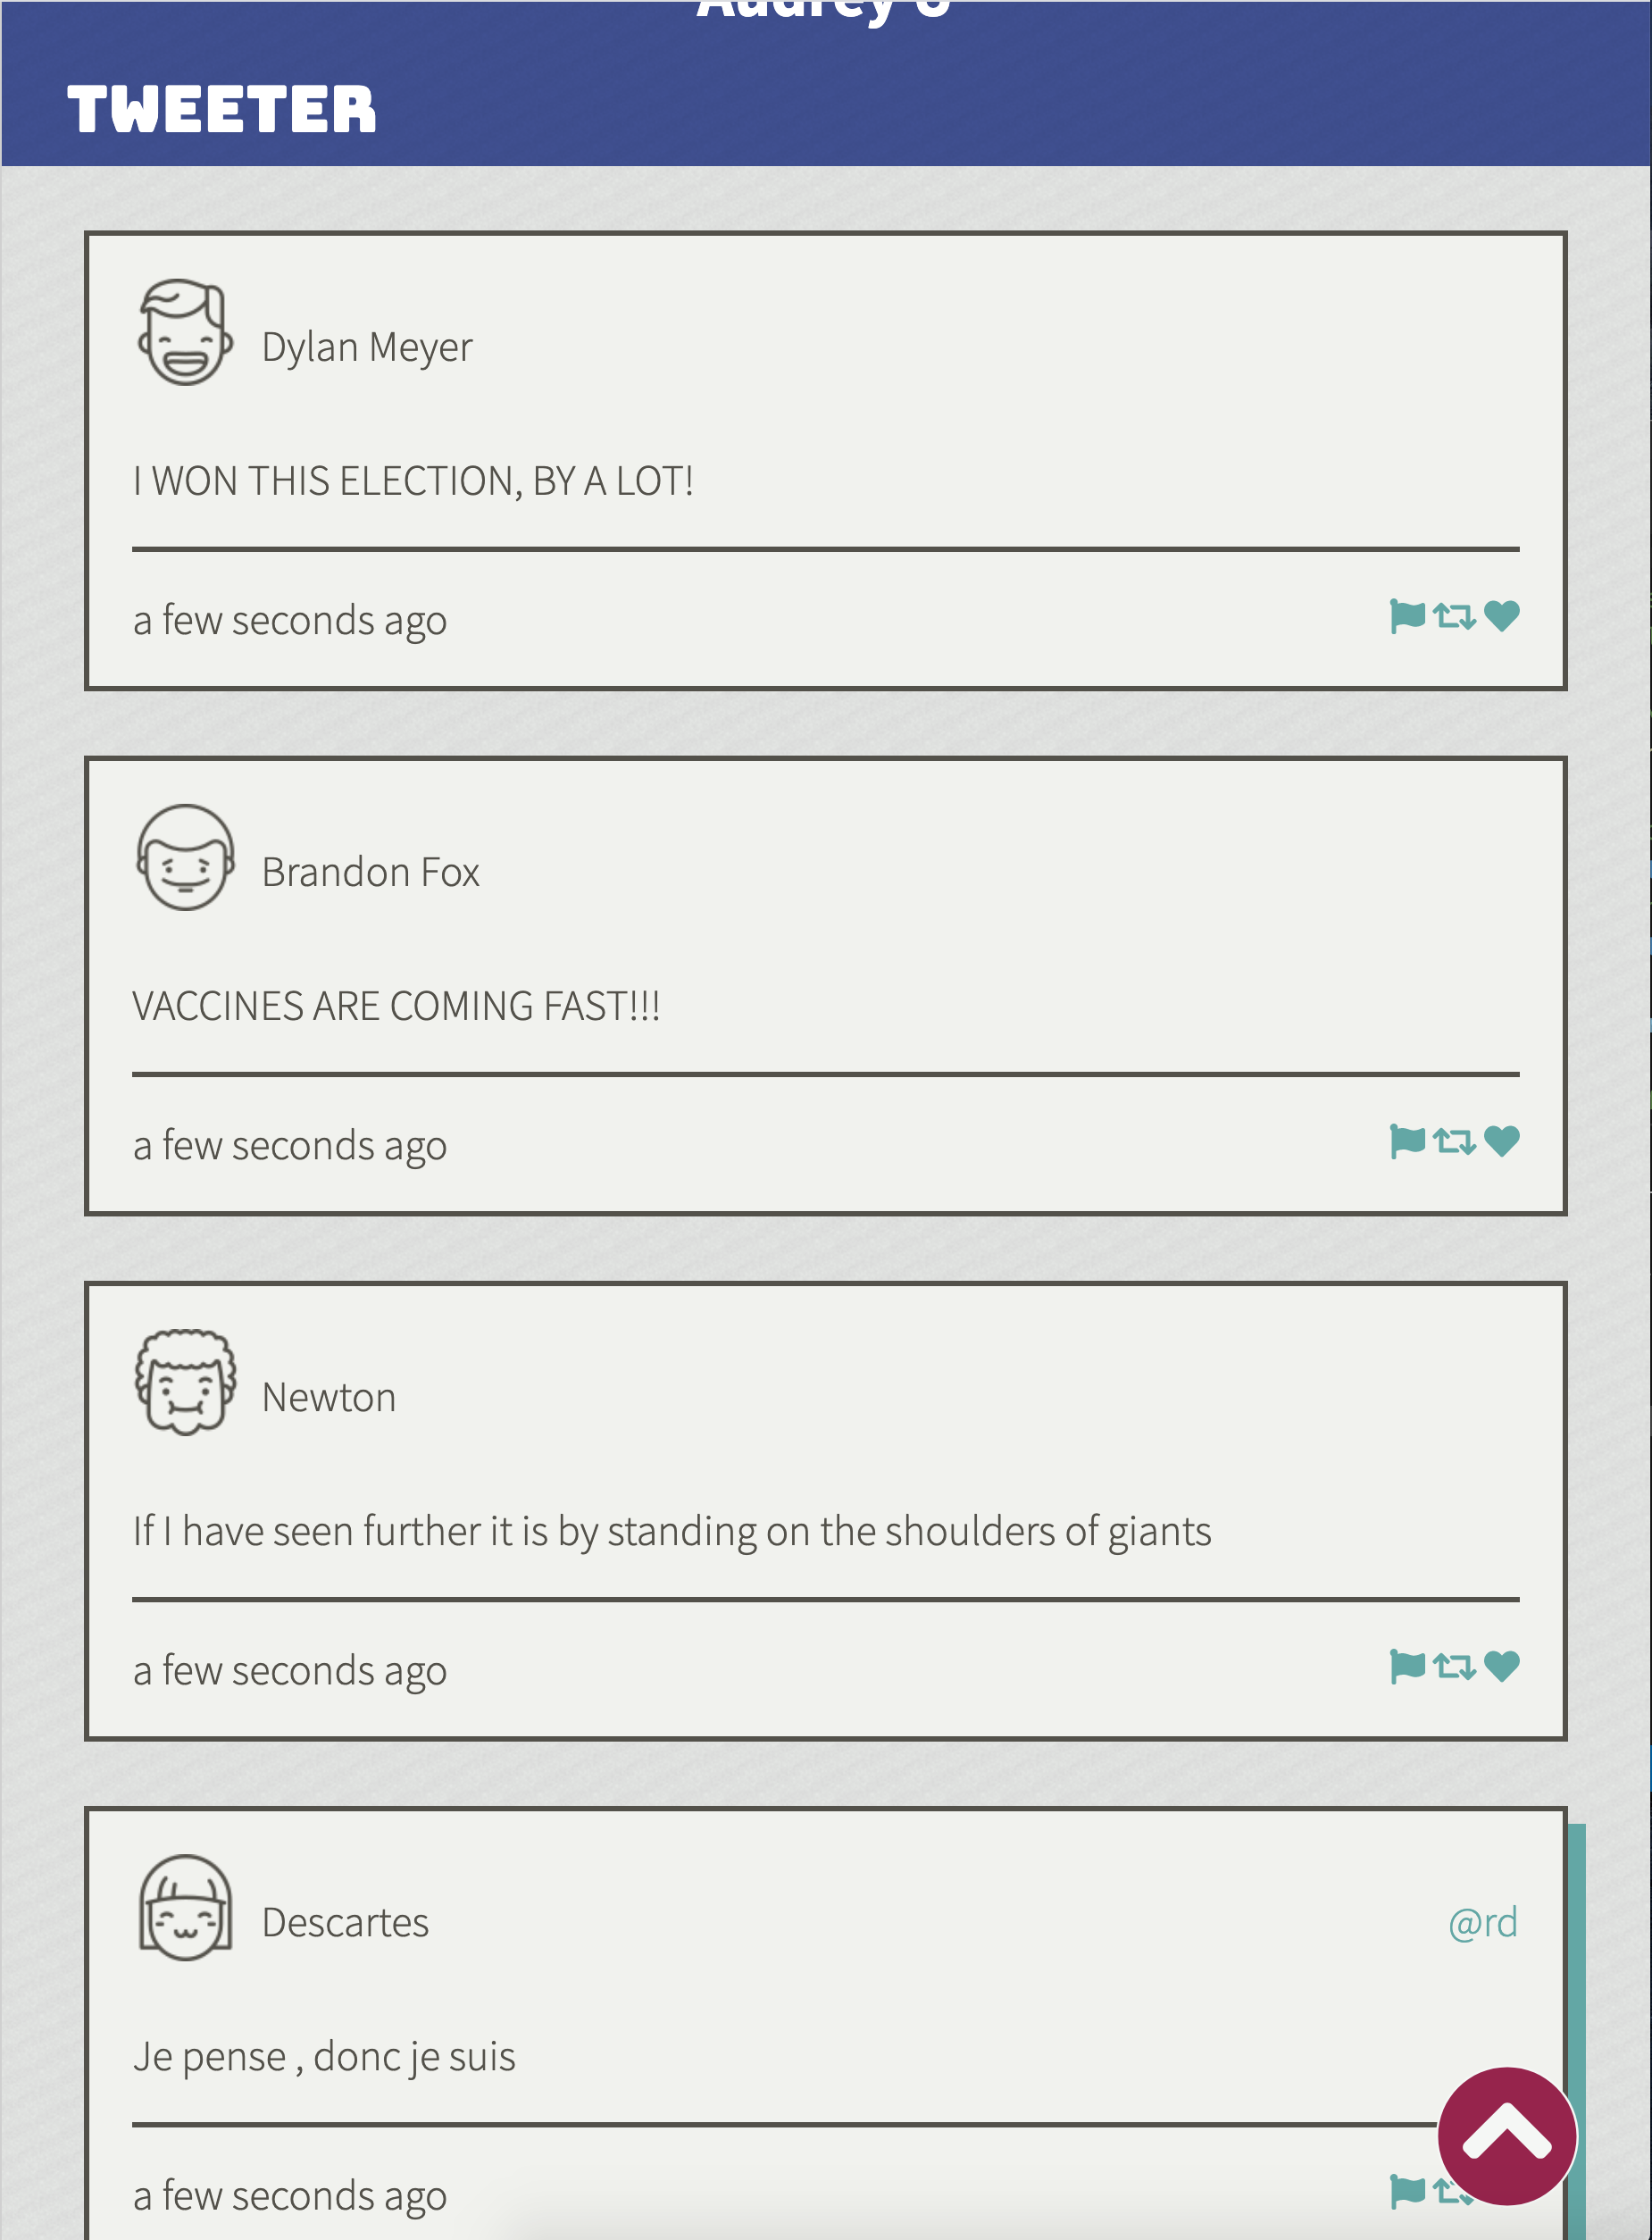 TWEETER
Dylan Meyer
I WON THIS ELECTION, BY A LOT!
a few seconds ago
Brandon Fox
VACCINES ARE COMING FAST!!!
a few seconds ago
Newton
If I have seen further it is by standing on the shoulders of giants
a few seconds ago
Descartes @rd
Je pense , donc je suis
a few seconds ago